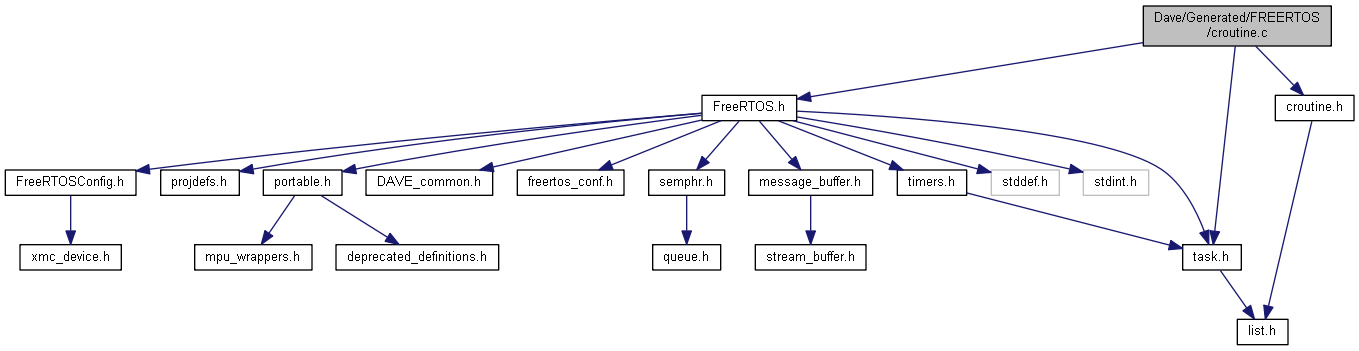 Dave/Generated/FREERTOS
/croutine.c
FreeRTOS.h
croutine.h
FreeRTOSConfig.h
projdefs.h
portable.h
DAVE_common.h
freertos_conf.h
semphr.h
message_buffer.h
timers.h
stddef.h
stdint.h
xmc_device.h
mpu_wrappers.h
deprecated_definitions.h
queue.h
stream_buffer.h
task.h
list.h